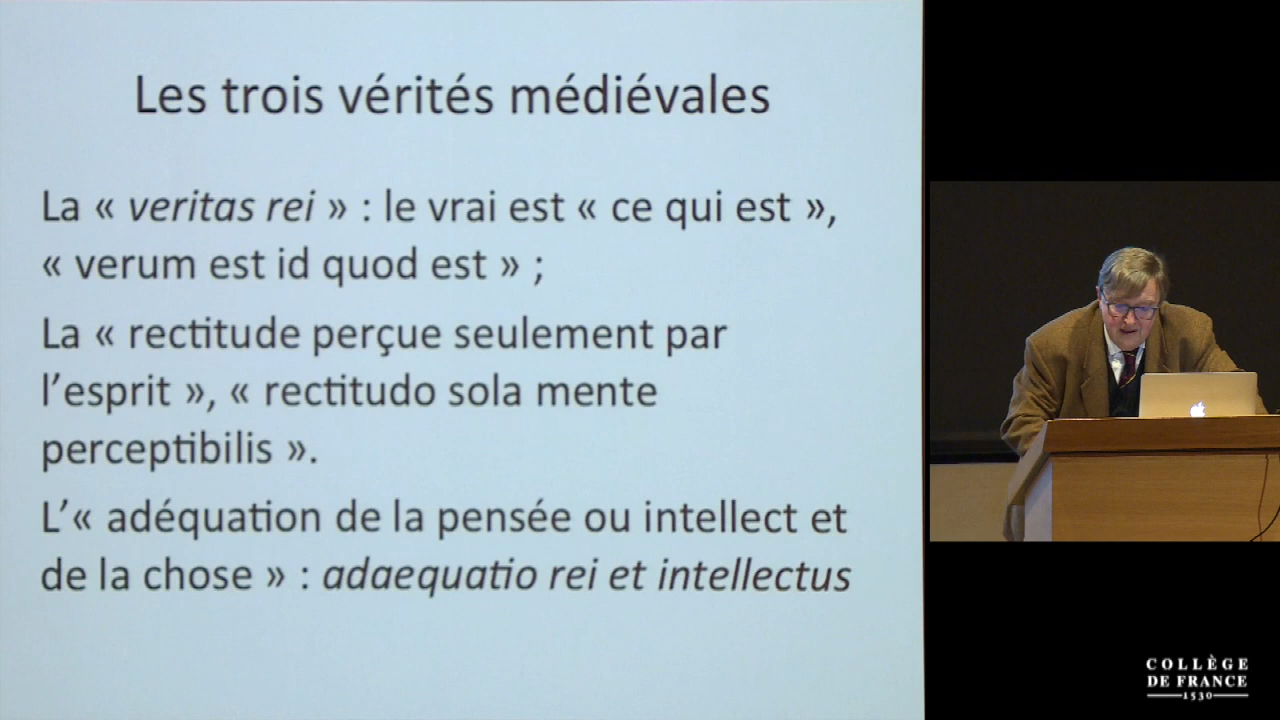 Les trois vérités médiévales
La « veritas rei » : le vrai est « ce qui est »,
« verum est id quod est » ;
La « rectitude perçue seulement par
l’esprit », « rectitudo sola mente
perceptibilis ».
L’« adéquation de la pensée ou intellect et
de la chose » : adaequatio rei et intellectus
COLLÈGE
DE FRANCE
1530